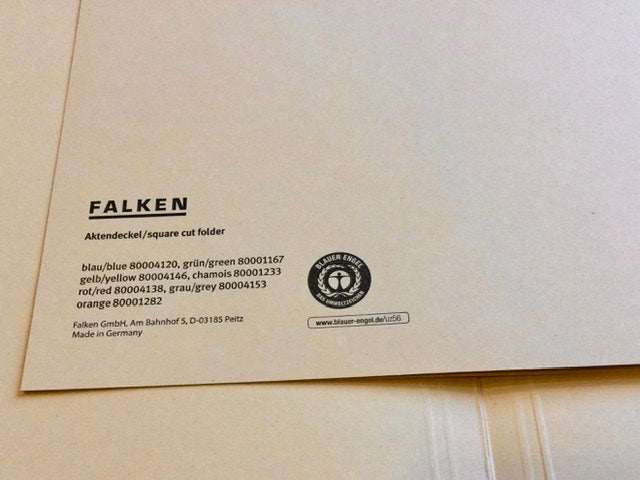 FALKEN
Aktendeckel/square cut folder
blau/blue 80004120, grün/green 80001167
gelb/yellow 80004146, chamois 80001233
rot/red 80004138, grau/grey 80004153
orange 80001282
Falken GmbH, Am Bahnhof 5, D-03185 Peitz
Made in Germany
BLAUER ENGEL
DAS UMWELTZEICHEN
www.blauer-engel.de/uz56